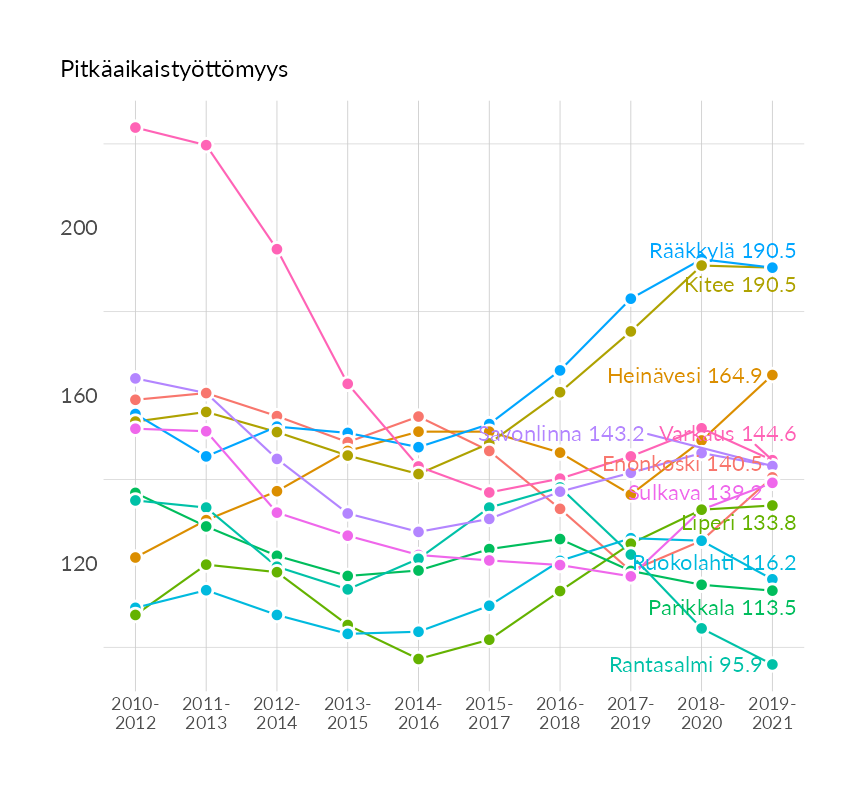 Pitkäaikaistyöttömyys
200
160
120
Rääkkylä 190.5
Kitee 190.5
Heinävesi 164.9
Savonlinna 143.2
Varkaus 144.6
Enonkoski 140.5
Sulkava 139.2
Liperi 133.8
Ruokolahti 116.2
Parikkala 113.5
Rantasalmi 95.9
2010-
2012
2011-
2013
2012-
2014
2013-
2015
2014-
2016
2015-
2017
2016-
2018
2017-
2019
2018-
2020
2019-
2021